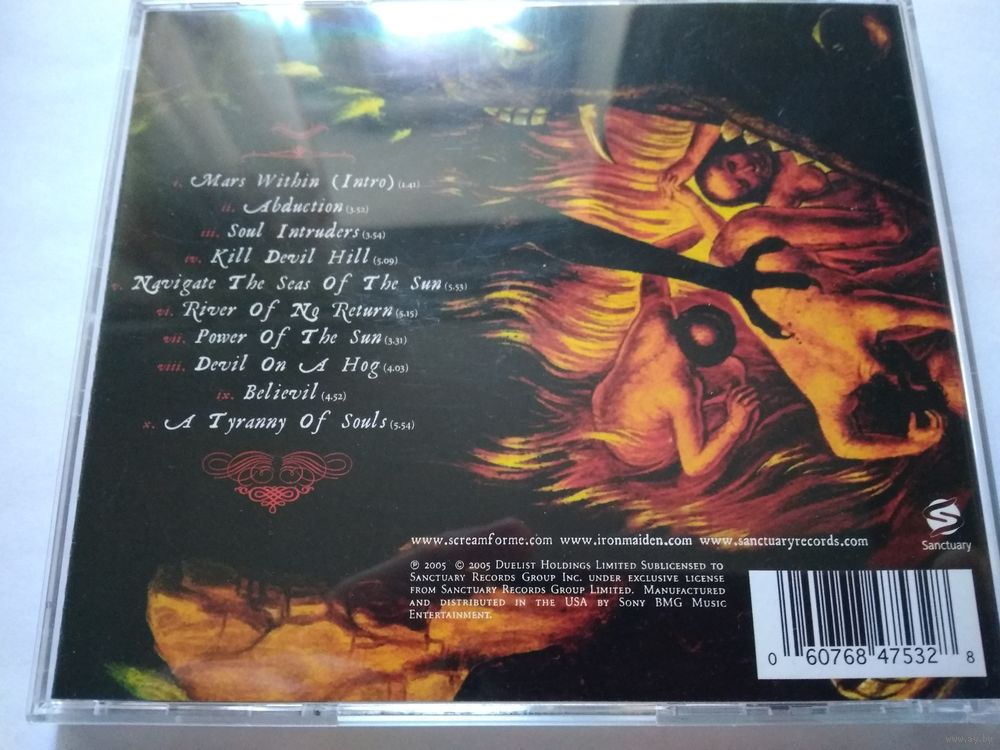 i. Mars Within (Intro) (1.41)
ii. Abduction (3.52)
iii. Soul Intruders (3.54)
iv. Kill Devil Hill (5.09)
v. Navigate The Seas Of The Sun (5.53)
vi. River Of No Return (5.15)
vii. Power Of The Sun (3.31)
viii. Devil On A Hog (4.03)
ix. Believil (4.52)
x. A Tyranny Of Souls (5.54)
Sanctuary
www.screamforme.com www.ironmaiden.com www.sanctuaryrecords.com
℗ 2005 © 2005 Duelist Holdings Limited Sublicensed to
Sanctuary Records Group Inc. under exclusive license
from Sanctuary Records Group Limited. Manufactured
and distributed in the USA by Sony BMG Music
Entertainment.
0 60768 47532 8
www.ay.by